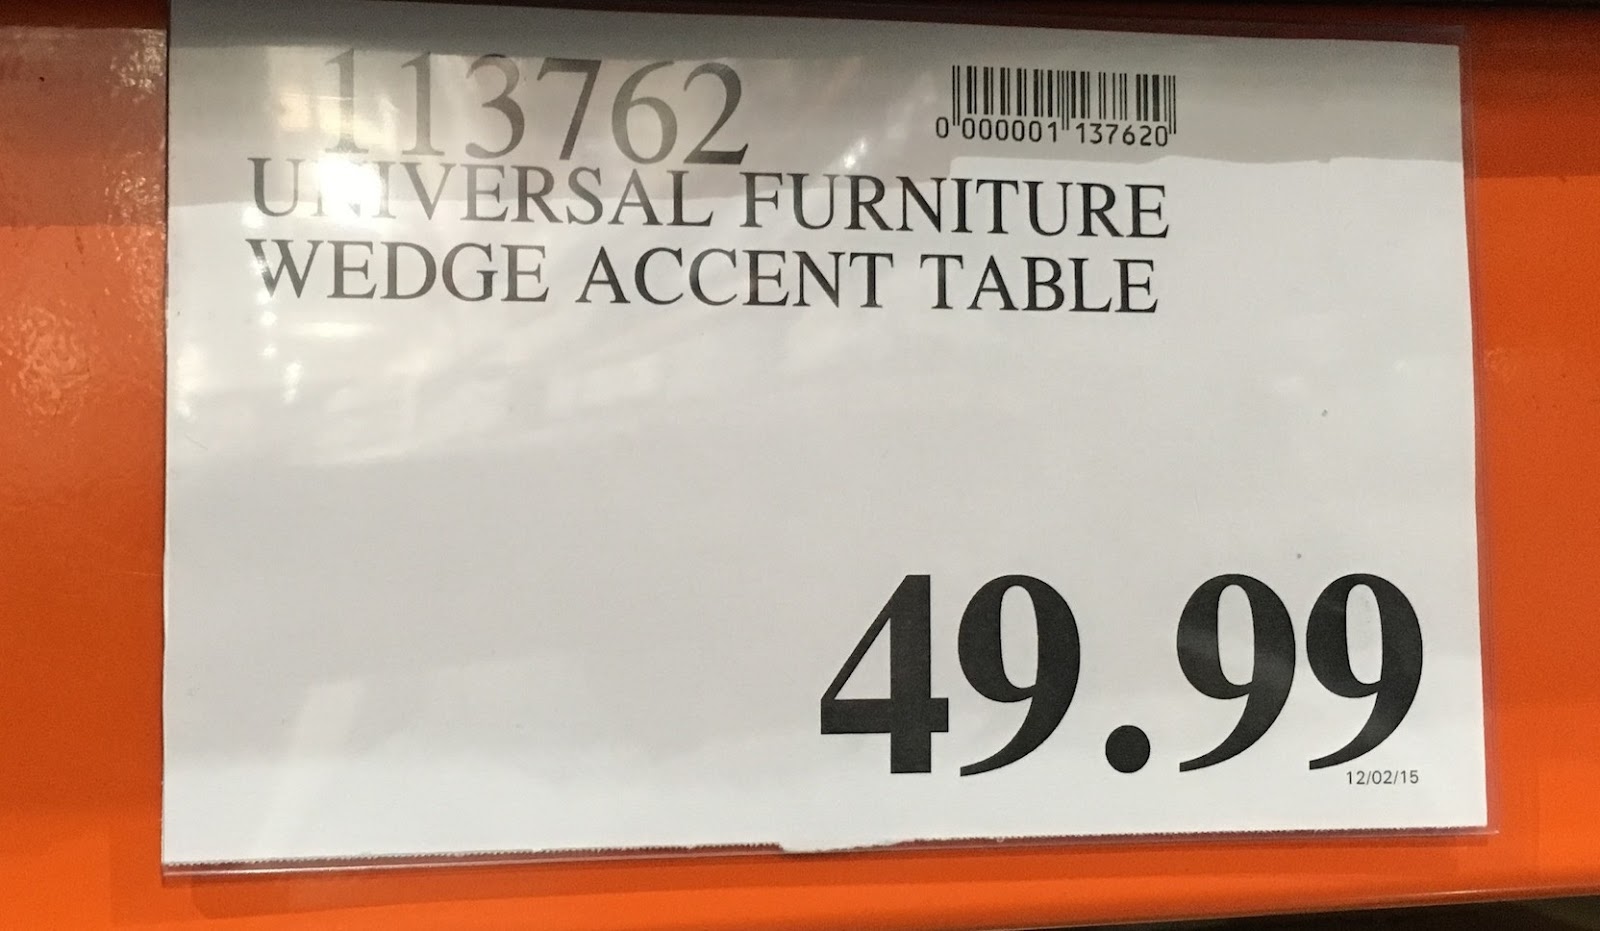 113762
0 000001 137620
UNIVERSAL FURNITURE
WEDGE ACCENT TABLE
49.99
12/02/15